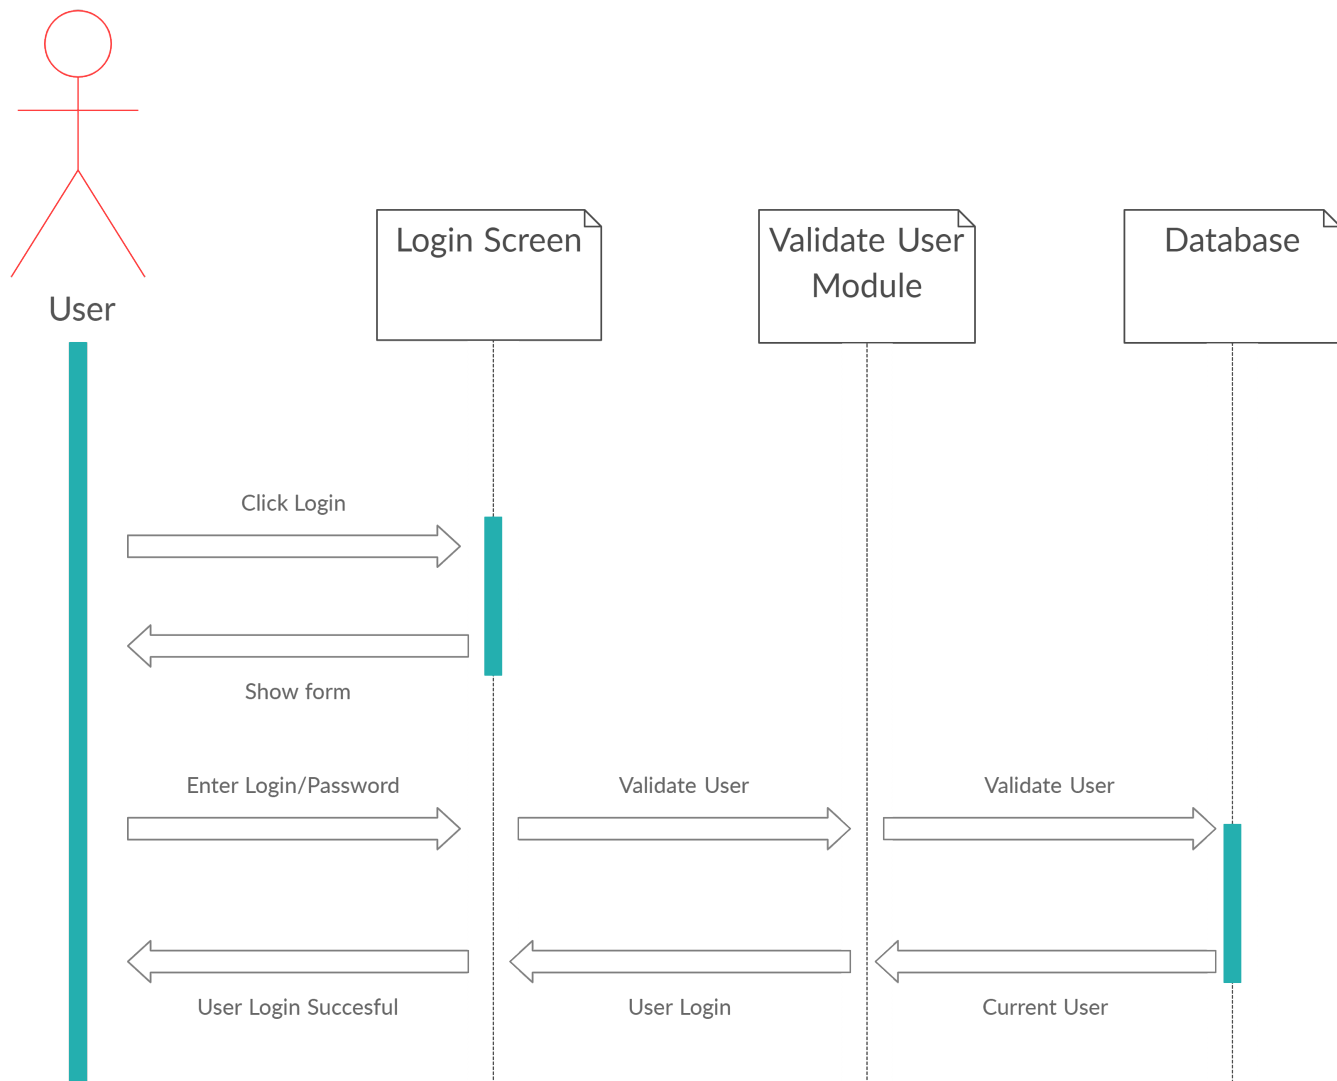 User
Login Screen
Validate User
Module
Database
Click Login
Show form
Enter Login/Password
Validate User
Validate User
User Login Succesful
User Login
Current User